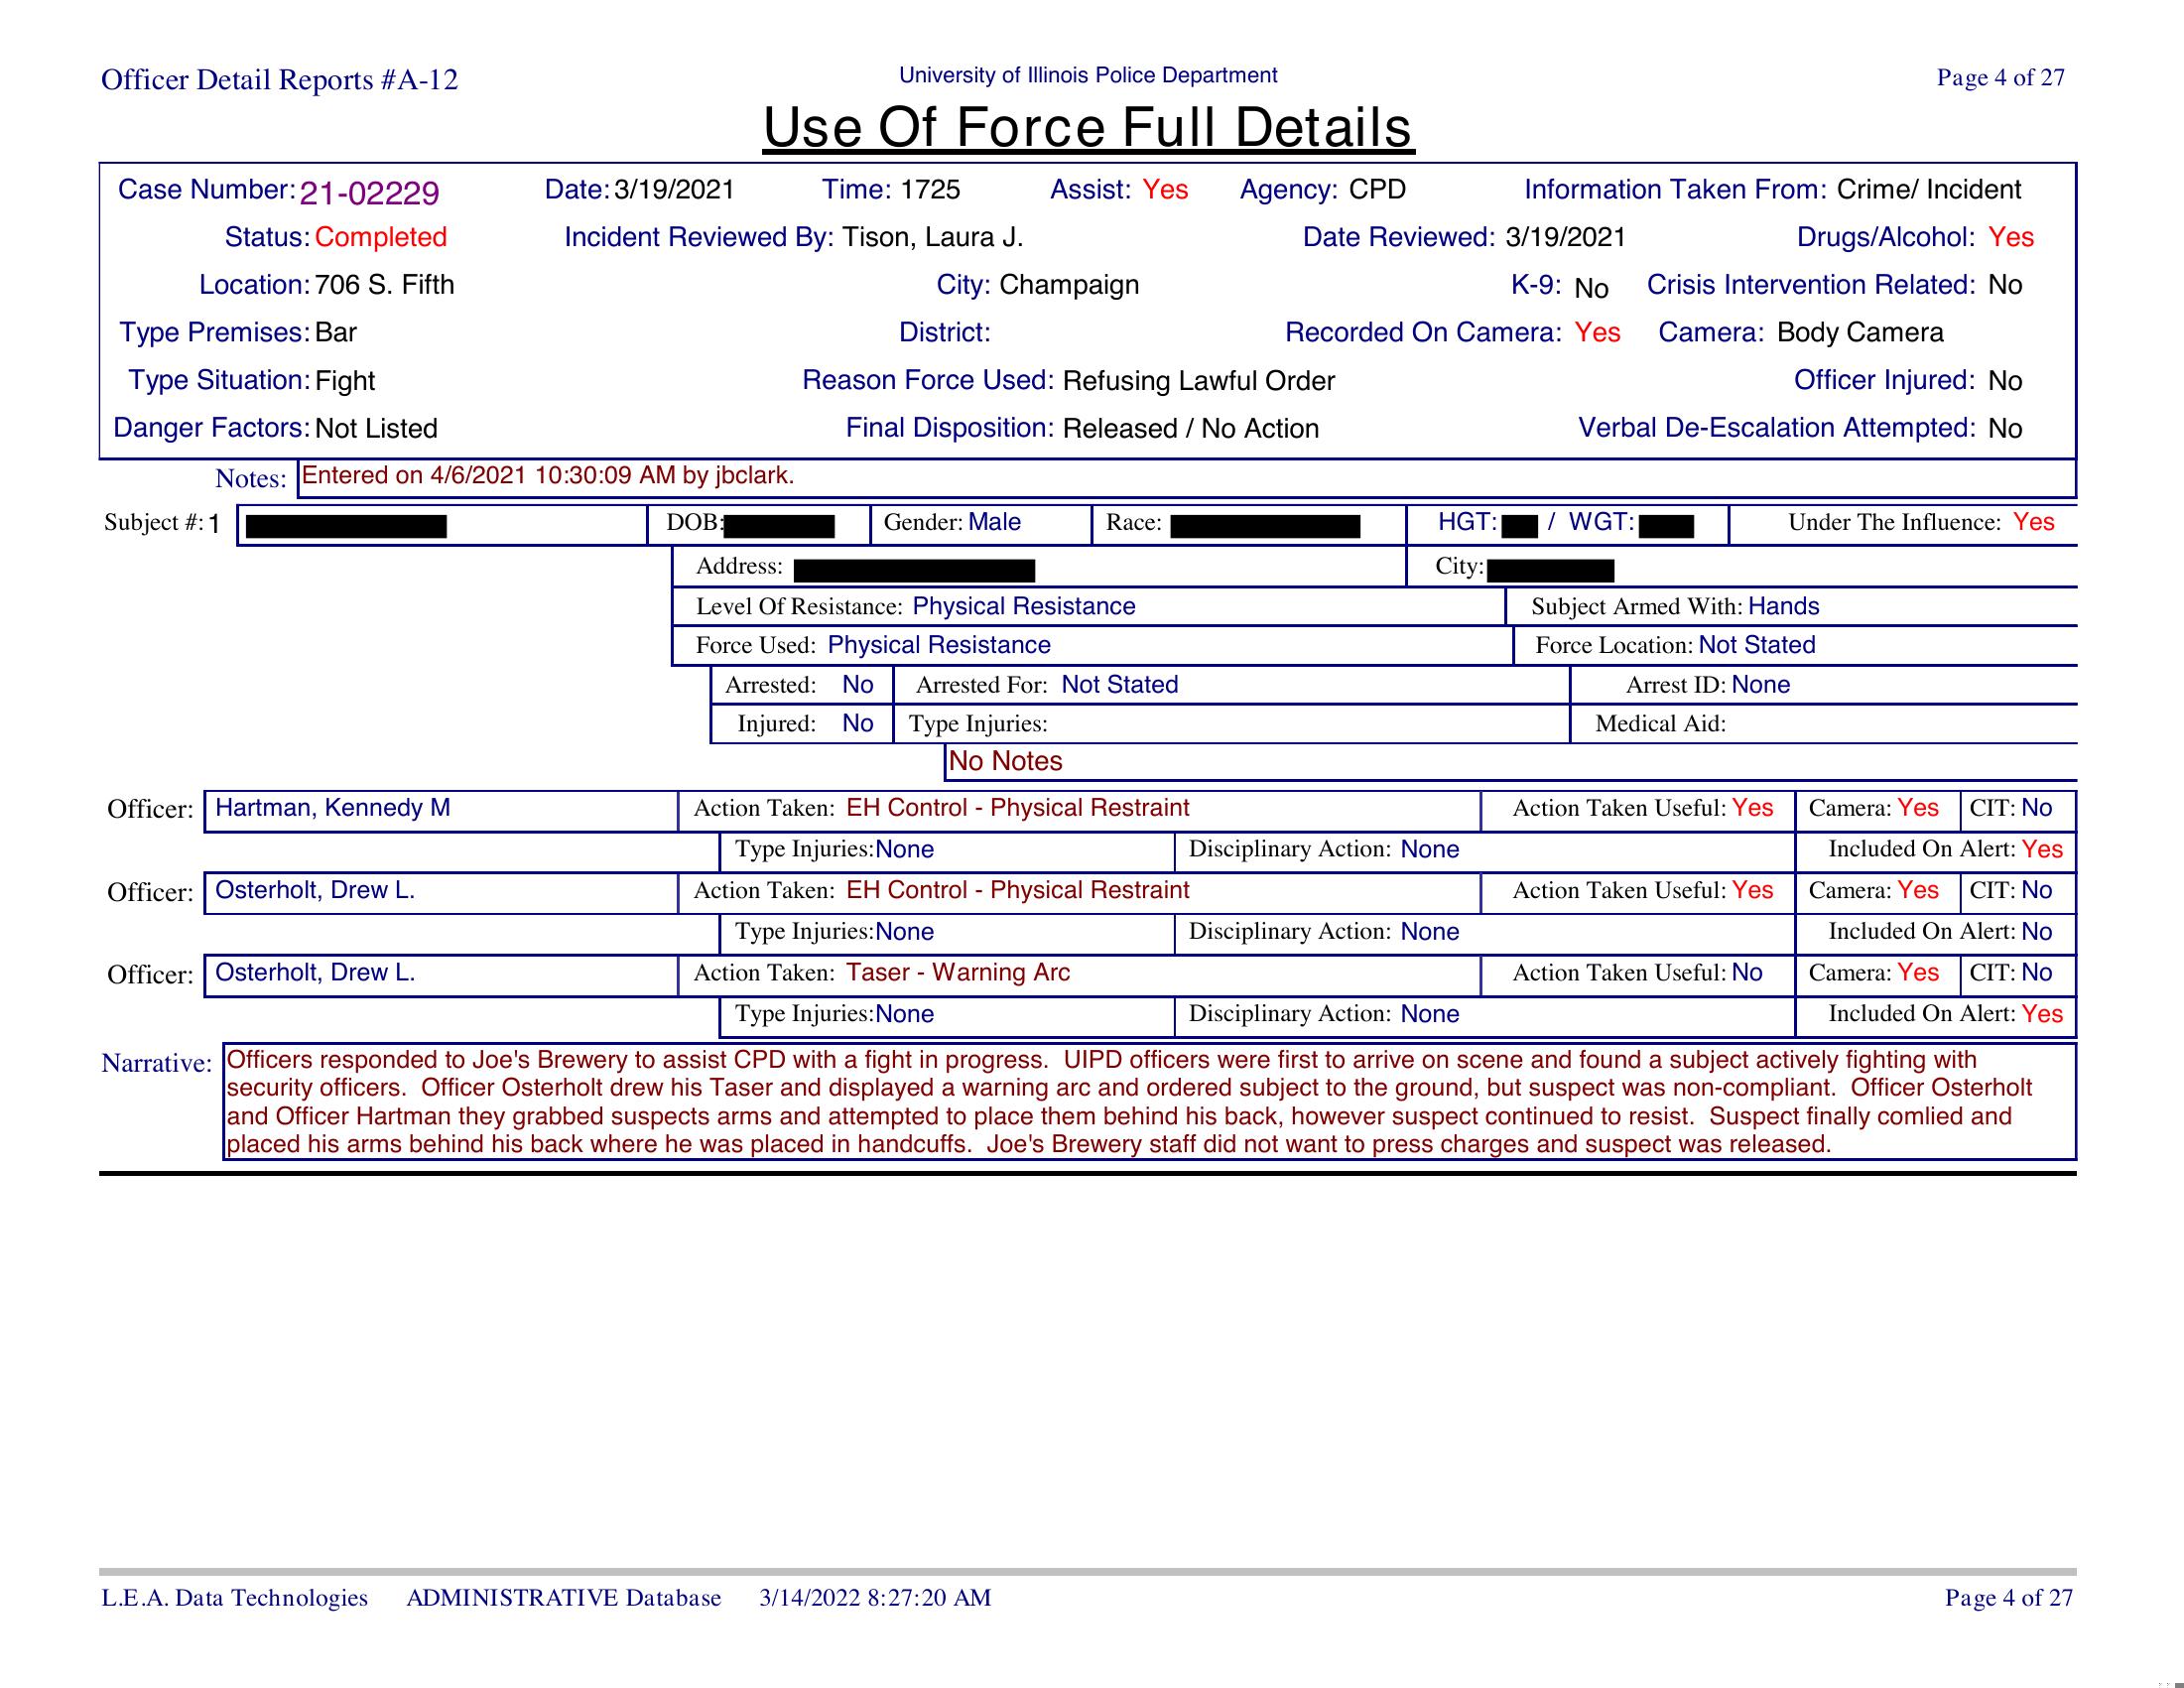 Officer Detail Reports #A-12 University of Illinois Police Department Page 4 of 27
Use Of Force Full Details
Case Number: 21-02229 Date: 3/19/2021 Time: 1725 Assist: Yes Agency: CPD Information Taken From: Crime/ Incident
Status: Completed Incident Reviewed By: Tison, Laura J. Date Reviewed: 3/19/2021 Drugs/Alcohol: Yes
Location: 706 S. Fifth City: Champaign K-9: No Crisis Intervention Related: No
Type Premises: Bar District: Recorded On Camera: Yes Camera: Body Camera
Type Situation: Fight Reason Force Used: Refusing Lawful Order Officer Injured: No
Danger Factors: Not Listed Final Disposition: Released / No Action Verbal De-Escalation Attempted: No
Notes: Entered on 4/6/2021 10:30:09 AM by jbclark.
Subject #: 1 DOB: Gender: Male Race: HGT: / WGT: Under The Influence: Yes
Address: City:
Level Of Resistance: Physical Resistance Subject Armed With: Hands
Force Used: Physical Resistance Force Location: Not Stated
Arrested: No Arrested For: Not Stated Arrest ID: None
Injured: No Type Injuries: Medical Aid:
No Notes
Officer: Hartman, Kennedy M Action Taken: EH Control - Physical Restraint Action Taken Useful: Yes Camera: Yes CIT: No
Type Injuries: None Disciplinary Action: None Included On Alert: Yes
Officer: Osterholt, Drew L. Action Taken: EH Control - Physical Restraint Action Taken Useful: Yes Camera: Yes CIT: No
Type Injuries: None Disciplinary Action: None Included On Alert: No
Officer: Osterholt, Drew L. Action Taken: Taser - Warning Arc Action Taken Useful: No Camera: Yes CIT: No
Type Injuries: None Disciplinary Action: None Included On Alert: Yes
Narrative: Officers responded to Joe's Brewery to assist CPD with a fight in progress. UIPD officers were first to arrive on scene and found a subject actively fighting with
security officers. Officer Osterholt drew his Taser and displayed a warning arc and ordered subject to the ground, but suspect was non-compliant. Officer Osterholt
and Officer Hartman they grabbed suspects arms and attempted to place them behind his back, however suspect continued to resist. Suspect finally comlied and
placed his arms behind his back where he was placed in handcuffs. Joe's Brewery staff did not want to press charges and suspect was released.
L.E.A. Data Technologies ADMINISTRATIVE Database 3/14/2022 8:27:20 AM Page 4 of 27